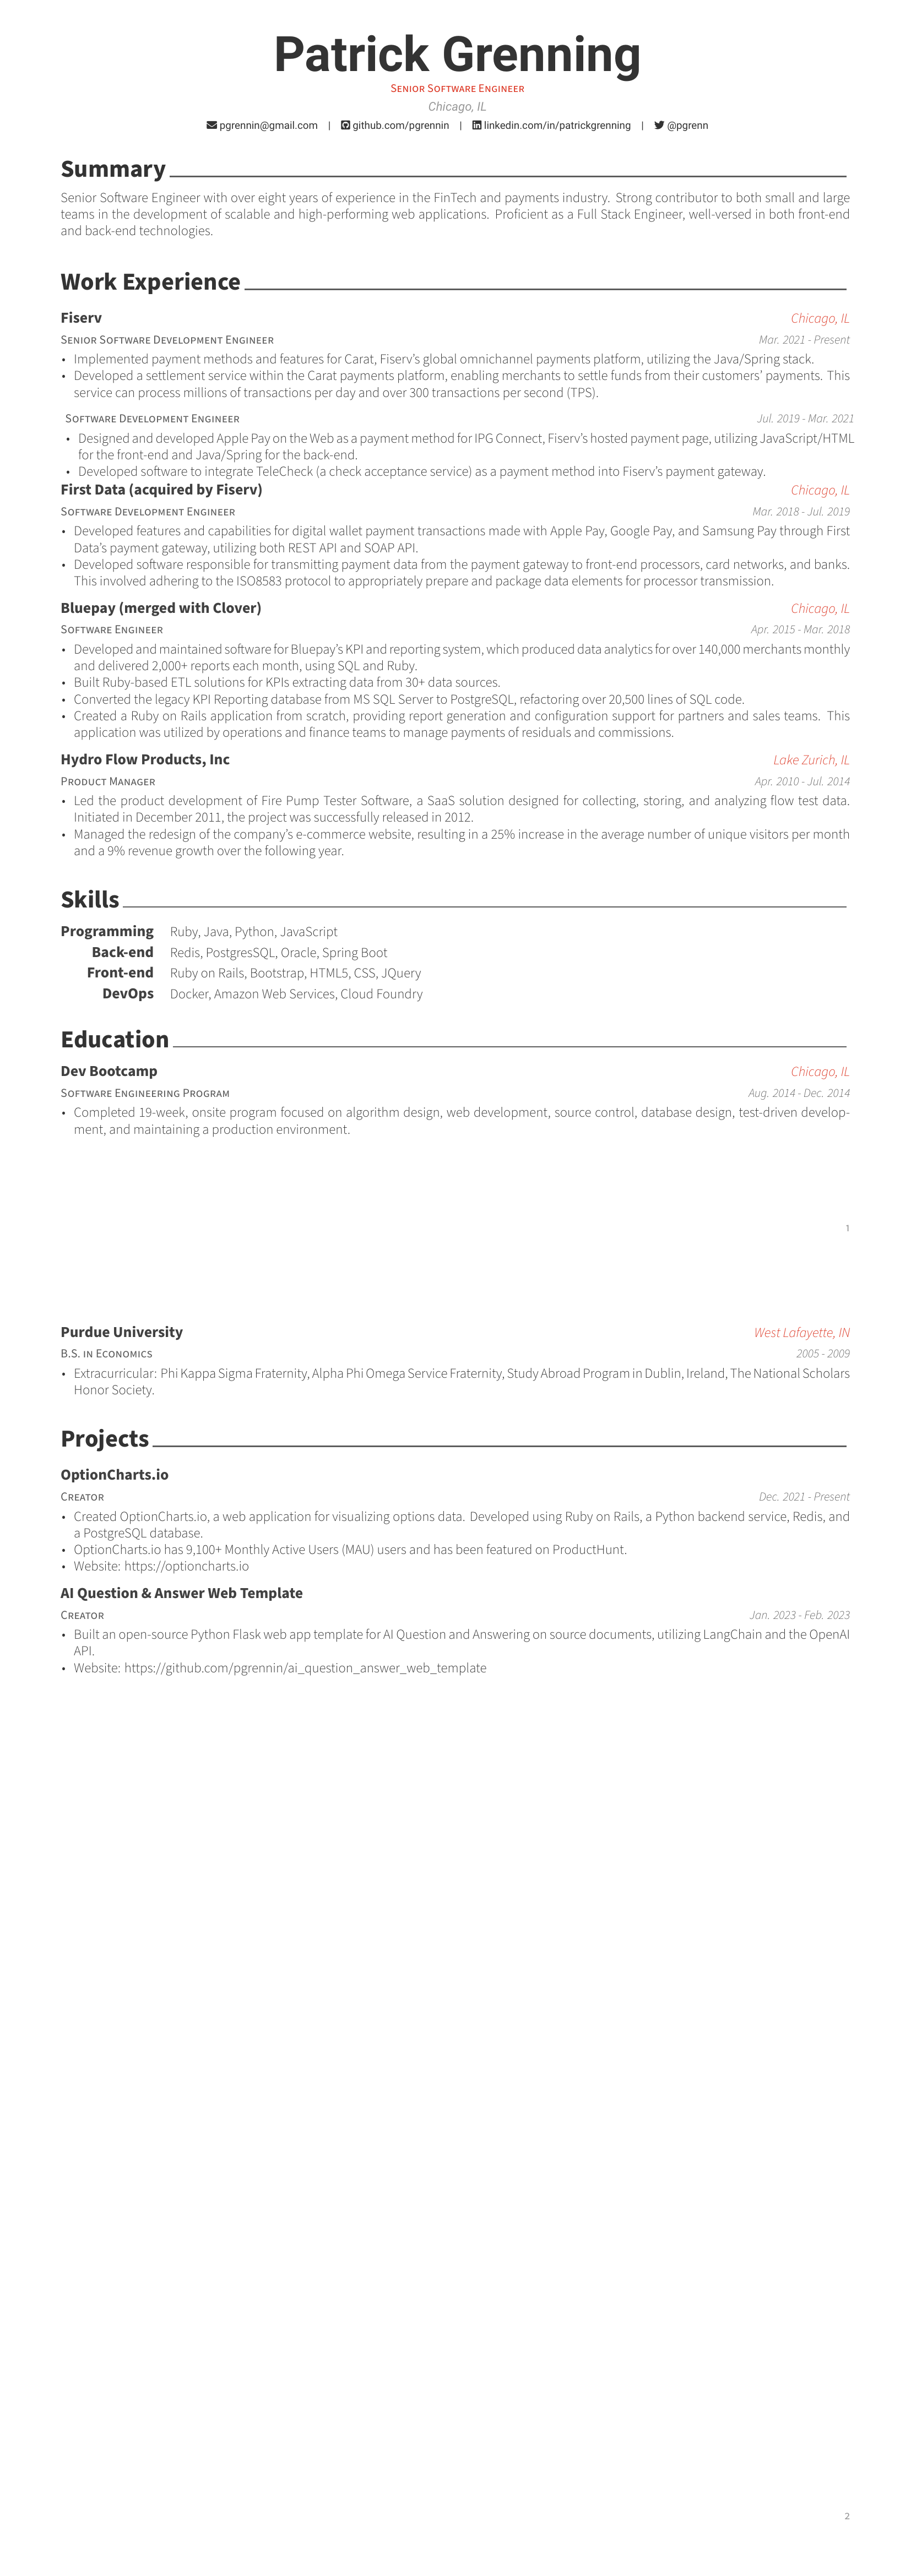 Patrick Grenning
Senior Software Engineer
Chicago, IL
pgrennin@gmail.com | github.com/pgrennin | linkedin.com/in/patrickgrenning | @pgrenn
Summary
Senior Software Engineer with over eight years of experience in the FinTech and payments industry. Strong contributor to both small and large
teams in the development of scalable and high-performing web applications. Proficient as a Full Stack Engineer, well-versed in both front-end
and back-end technologies.
Work Experience
Fiserv Chicago, IL
Senior Software Development Engineer Mar. 2021 - Present
• Implemented payment methods and features for Carat, Fiserv's global omnichannel payments platform, utilizing the Java/Spring stack.
• Developed a settlement service within the Carat payments platform, enabling merchants to settle funds from their customers' payments. This
service can process millions of transactions per day and over 300 transactions per second (TPS).
Software Development Engineer Jul. 2019 - Mar. 2021
• Designed and developed Apple Pay on the Web as a payment method for IPG Connect, Fiserv's hosted payment page, utilizing JavaScript/HTML
for the front-end and Java/Spring for the back-end.
• Developed software to integrate TeleCheck (a check acceptance service) as a payment method into Fiserv's payment gateway.
First Data (acquired by Fiserv) Chicago, IL
Software Development Engineer Mar. 2018 - Jul. 2019
• Developed features and capabilities for digital wallet payment transactions made with Apple Pay, Google Pay, and Samsung Pay through First
Data's payment gateway, utilizing both REST API and SOAP API.
• Developed software responsible for transmitting payment data from the payment gateway to front-end processors, card networks, and banks.
This involved adhering to the ISO8583 protocol to appropriately prepare and package data elements for processor transmission.
Bluepay (merged with Clover) Chicago, IL
Software Engineer Apr. 2015 - Mar. 2018
• Developed and maintained software for Bluepay's KPI and reporting system, which produced data analytics for over 140,000 merchants monthly
and delivered 2,000+ reports each month, using SQL and Ruby.
• Built Ruby-based ETL solutions for KPIs extracting data from 30+ data sources.
• Converted the legacy KPI Reporting database from MS SQL Server to PostgreSQL, refactoring over 20,500 lines of SQL code.
• Created a Ruby on Rails application from scratch, providing report generation and configuration support for partners and sales teams. This
application was utilized by operations and finance teams to manage payments of residuals and commissions.
Hydro Flow Products, Inc Lake Zurich, IL
Product Manager Apr. 2010 - Jul. 2014
• Led the product development of Fire Pump Tester Software, a SaaS solution designed for collecting, storing, and analyzing flow test data.
Initiated in December 2011, the project was successfully released in 2012.
• Managed the redesign of the company's e-commerce website, resulting in a 25% increase in the average number of unique visitors per month
and a 9% revenue growth over the following year.
Skills
Programming Ruby, Java, Python, JavaScript
Back-end Redis, PostgresSQL, Oracle, Spring Boot
Front-end Ruby on Rails, Bootstrap, HTML5, CSS, JQuery
DevOps Docker, Amazon Web Services, Cloud Foundry
Education
Dev Bootcamp Chicago, IL
Software Engineering Program Aug. 2014 - Dec. 2014
• Completed 19-week, onsite program focused on algorithm design, web development, source control, database design, test-driven develop-
ment, and maintaining a production environment.
1
Purdue University West Lafayette, IN
B.S. in Economics 2005 - 2009
• Extracurricular: Phi Kappa Sigma Fraternity, Alpha Phi Omega Service Fraternity, Study Abroad Program in Dublin, Ireland, The National Scholars
Honor Society.
Projects
OptionCharts.io
Creator Dec. 2021 - Present
• Created OptionCharts.io, a web application for visualizing options data. Developed using Ruby on Rails, a Python backend service, Redis, and
a PostgreSQL database.
• OptionCharts.io has 9,100+ Monthly Active Users (MAU) users and has been featured on ProductHunt.
• Website: https://optioncharts.io
AI Question & Answer Web Template
Creator Jan. 2023 - Feb. 2023
• Built an open-source Python Flask web app template for AI Question and Answering on source documents, utilizing LangChain and the OpenAI
API.
• Website: https://github.com/pgrennin/ai_question_answer_web_template
2